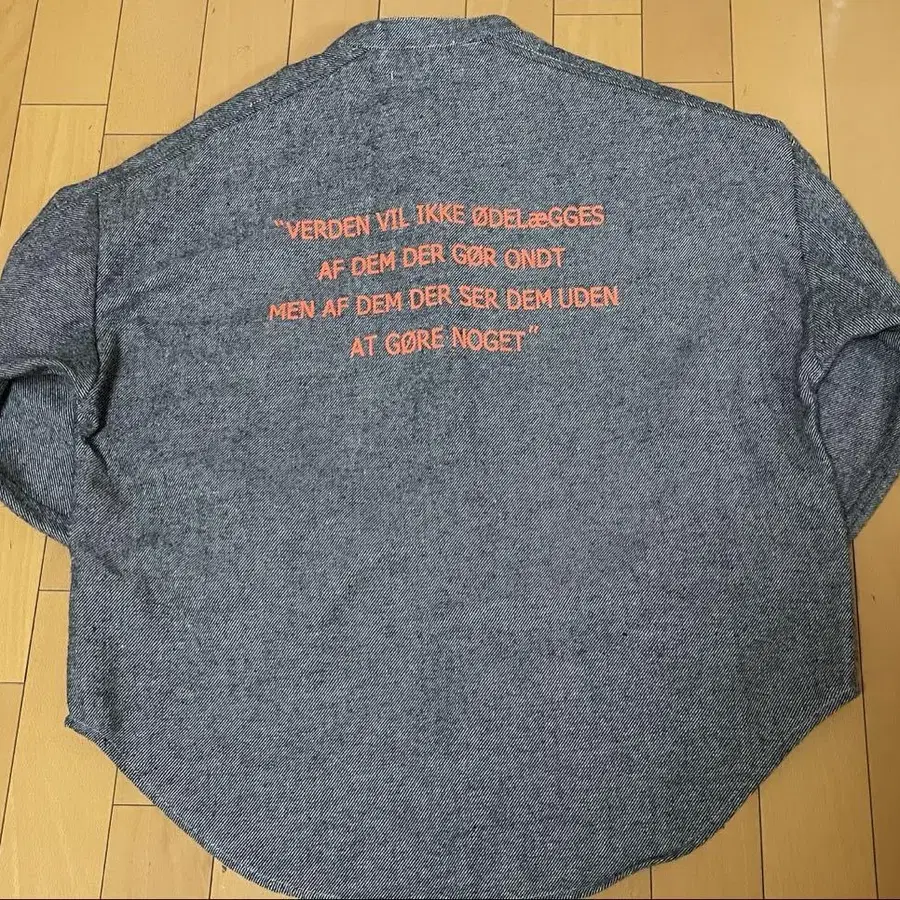 “VERDEN VIL IKKE ØDELæGGES
AF DEM DER GØR ONDT
MEN AF DEM DER SER DEM UDEN
AT GØRE NOGET”